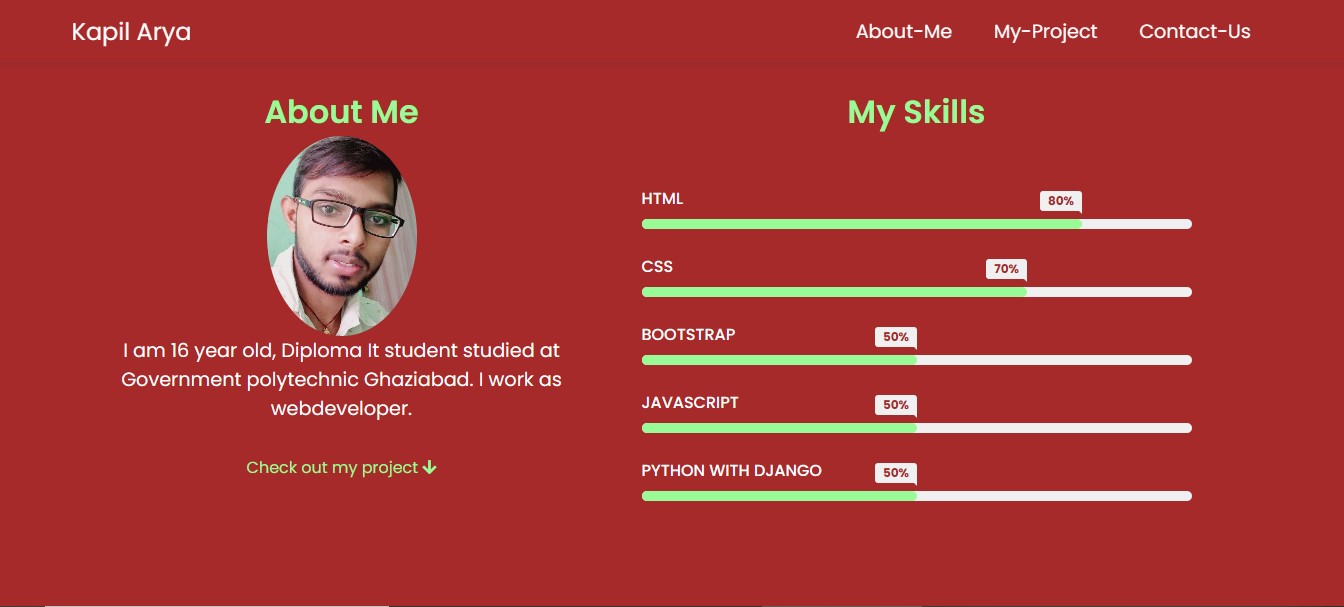 Kapil Arya
About-Me
My-Project
Contact-Us
About Me
I am 16 year old, Diploma It student studied at
Government polytechnic Ghaziabad. I work as
webdeveloper.
Check out my project
My Skills
HTML
80%
CSS
70%
BOOTSTRAP
50%
JAVASCRIPT
50%
PYTHON WITH DJANGO
50%